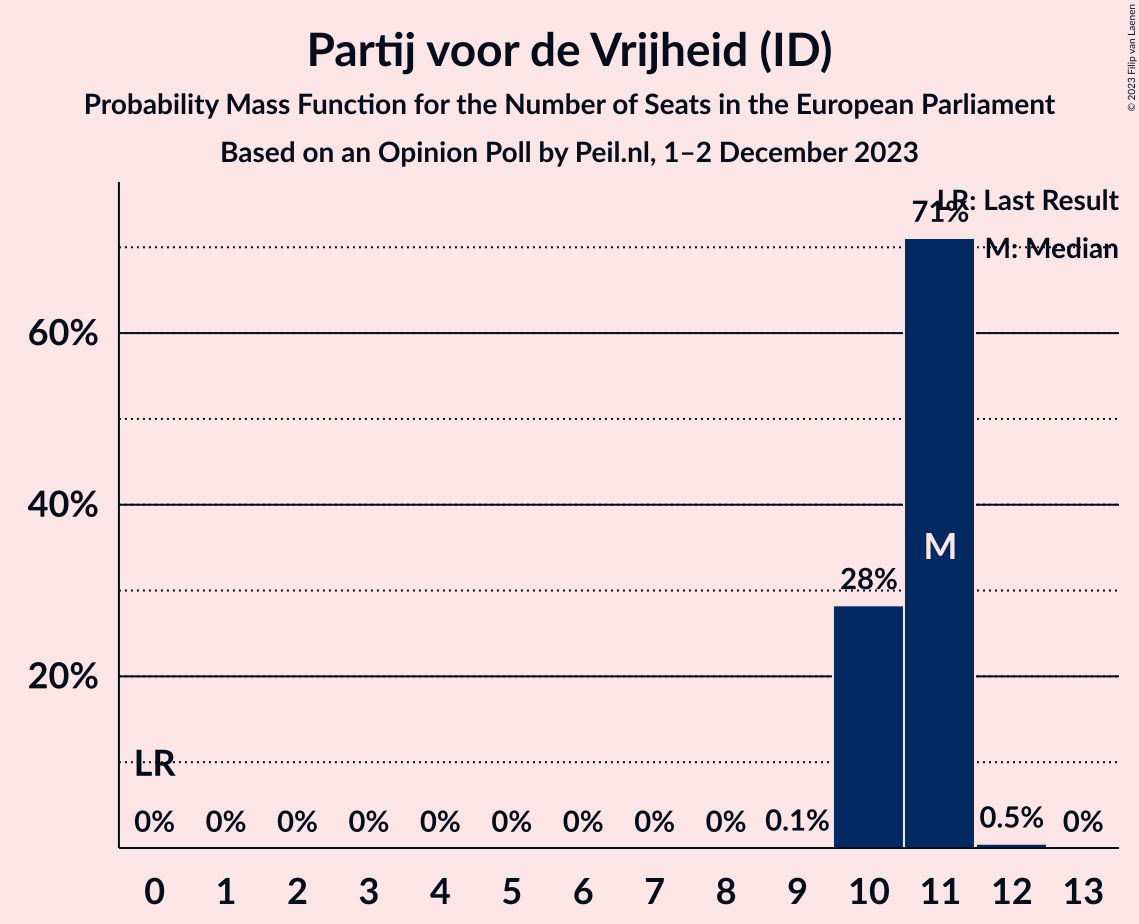 Partij voor de Vrijheid (ID)
Probability Mass Function for the Number of Seats in the European Parliament
Based on an Opinion Poll by Peil.nl, 1–2 December 2023
© 2023 Filip van Laenen
LR: Last Result
71%
M: Median
60%
40%
M
28%
20%
LR
0% 0% 0% 0% 0% 0% 0% 0% 0% 0.1% 0.5% 0%
0 1 2 3 4 5 6 7 8 9 10 11 12 13